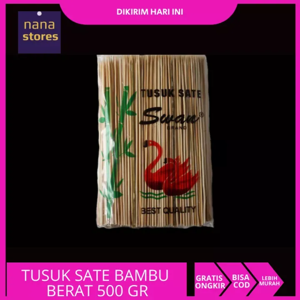 nana
stores
DIKIRIM HARI INI
TUSUK SATE
Swan
BRAND
BEST QUALITY
TUSUK SATE BAMBU
BERAT 500 GR
GRATIS
ONGKIR
BISA
COD
LEBIH
MURAH